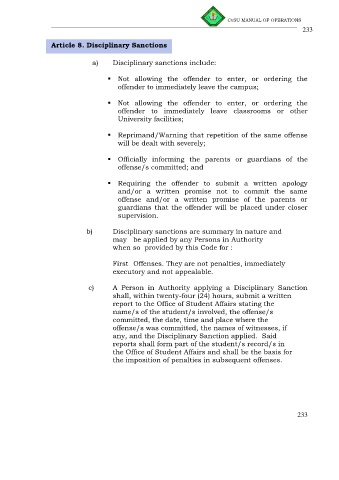 CvSU MANUAL OF OPERATIONS
233
Article 8. Disciplinary Sanctions
a) Disciplinary sanctions include:
▪ Not allowing the offender to enter, or ordering the
offender to immediately leave the campus;
▪ Not allowing the offender to enter, or ordering the
offender to immediately leave classrooms or other
University facilities;
▪ Reprimand/Warning that repetition of the same offense
will be dealt with severely;
▪ Officially informing the parents or guardians of the
offense/s committed; and
▪ Requiring the offender to submit a written apology
and/or a written promise not to commit the same
offense and/or a written promise of the parents or
guardians that the offender will be placed under closer
supervision.
b) Disciplinary sanctions are summary in nature and
may be applied by any Persons in Authority
when so provided by this Code for :
First Offenses. They are not penalties, immediately
executory and not appealable.
c) A Person in Authority applying a Disciplinary Sanction
shall, within twenty-four (24) hours, submit a written
report to the Office of Student Affairs stating the
name/s of the student/s involved, the offense/s
committed, the date, time and place where the
offense/s was committed, the names of witnesses, if
any, and the Disciplinary Sanction applied. Said
reports shall form part of the student/s record/s in
the Office of Student Affairs and shall be the basis for
the imposition of penalties in subsequent offenses.
233